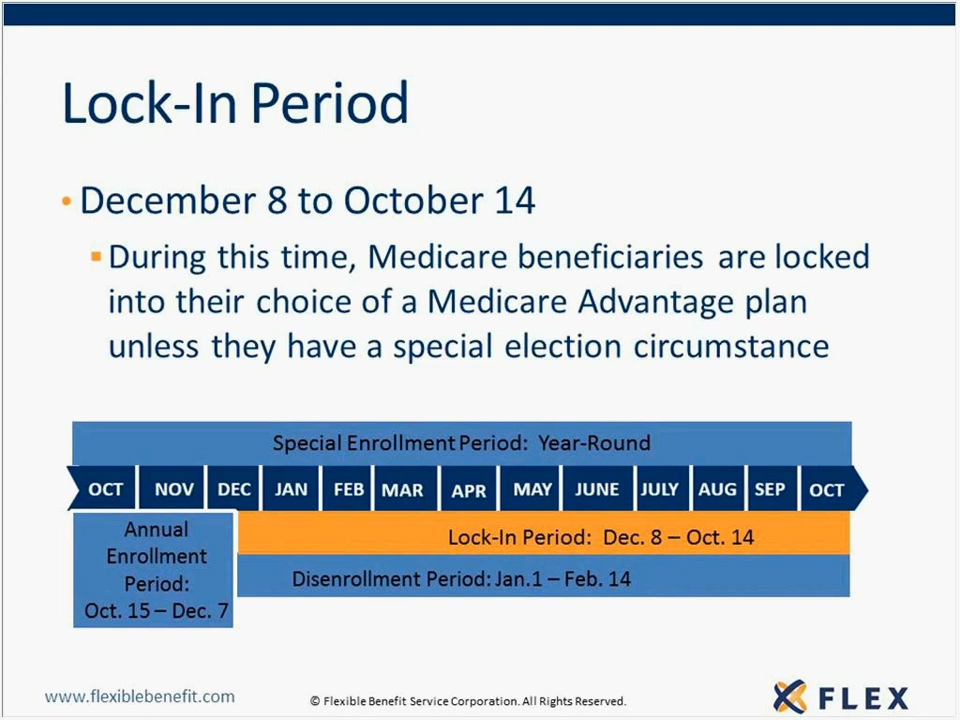 Lock-In Period
• December 8 to October 14
▪ During this time, Medicare beneficiaries are locked
into their choice of a Medicare Advantage plan
unless they have a special election circumstance
Special Enrollment Period: Year-Round
OCT NOV DEC JAN FEB MAR APR MAY JUNE JULY AUG SEP OCT
Annual
Enrollment
Period:
Oct. 15 – Dec. 7
Lock-In Period: Dec. 8 – Oct. 14
Disenrollment Period: Jan.1 – Feb. 14
www.flexiblebenefit.com
© Flexible Benefit Service Corporation. All Rights Reserved.
FLEX